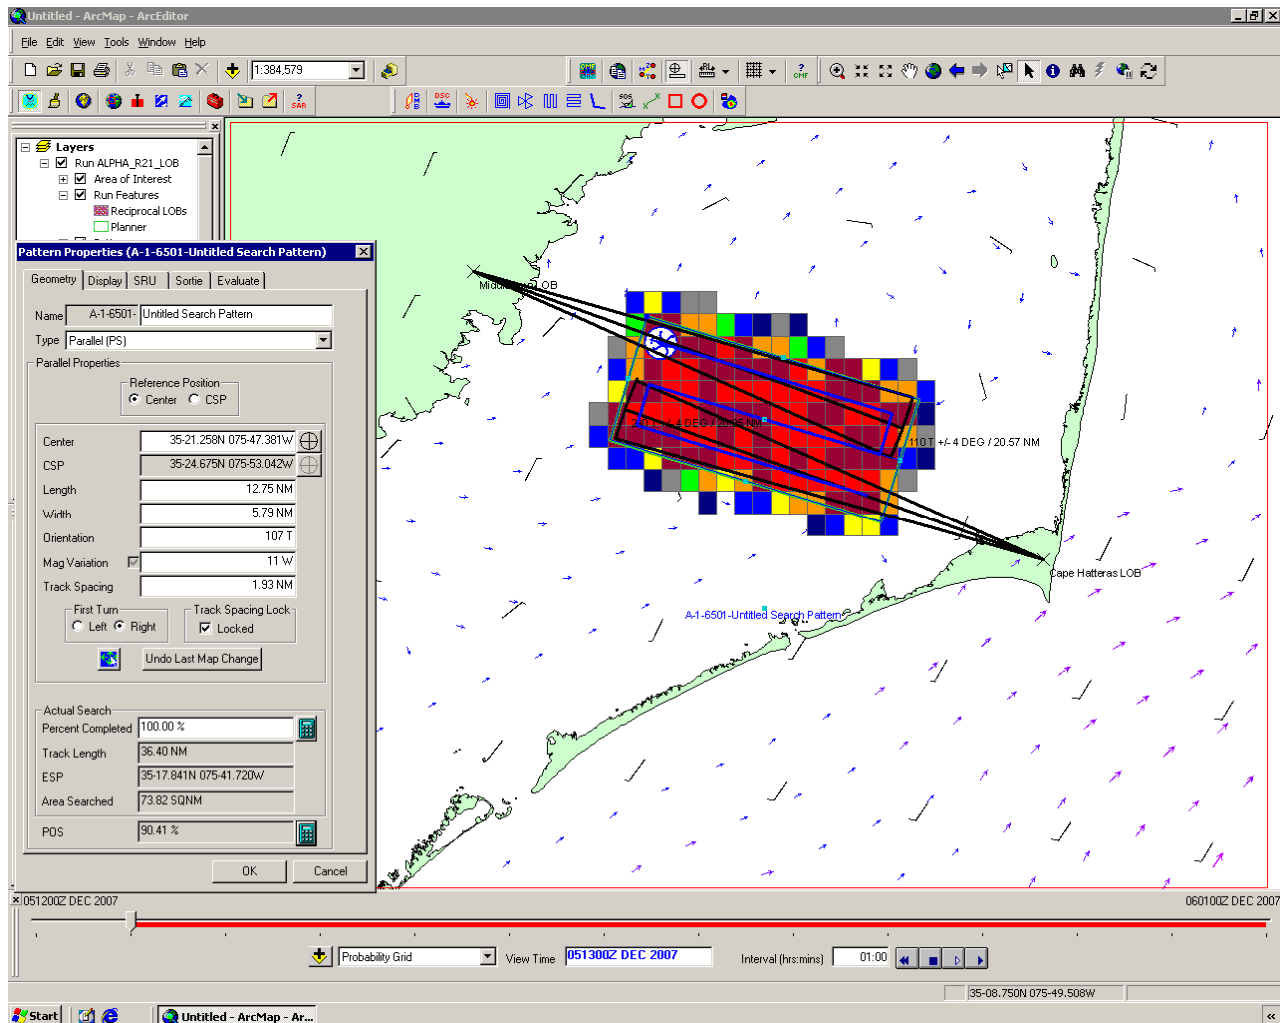 Untitled - ArcMap - ArcEditor
File Edit View Tools Window Help
1:384,579
? CMF
DSC
SOS
? SAR
Layers
Run ALPHA_R21_LOB
Area of Interest
Run Features
Reciprocal LOBs
Planner
Pattern Properties (A-1-6501-Untitled Search Pattern)
Geometry Display SRU Sortie Evaluate
Name A-1-6501- Untitled Search Pattern
Type Parallel (PS)
Parallel Properties
Reference Position
Center CSP
Center 35-21.258N 075-47.381W
CSP 35-24.675N 075-53.042W
Length 12.75 NM
Width 5.79 NM
Orientation 107 T
Mag Variation 11 W
Track Spacing 1.93 NM
First Turn
Left Right
Track Spacing Lock
Locked
Undo Last Map Change
Actual Search
Percent Completed 100.00 %
Track Length 36.40 NM
ESP 35-17.841N 075-41.720W
Area Searched 73.82 SQNM
POS 90.41 %
OK Cancel
LOB
+/- 4 DEG /
110 T +/- 4 DEG / 20.57 NM
Cape Hatteras LOB
A-1-6501-Untitled Search Pattern
051200Z DEC 2007
060100Z DEC 2007
Probability Grid View Time 051300Z DEC 2007 Interval (hrs:mins) 01:00
35-08.750N 075-49.508W
Start Untitled - ArcMap - Ar...